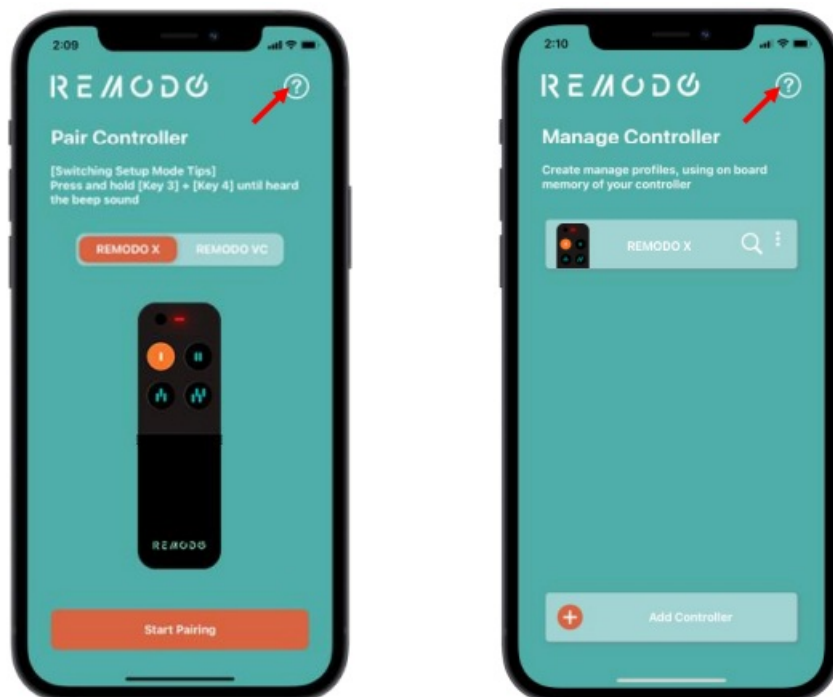 2:09
REMODO
?
Pair Controller
[Switching Setup Mode Tips]
Press and hold [Key 3] + [Key 4] until heard
the beep sound
REMODO X REMODO VC
REMODO
Start Pairing
2:10
REMODO
?
Manage Controller
Create manage profiles, using on board
memory of your controller
REMODO X
Add Controller